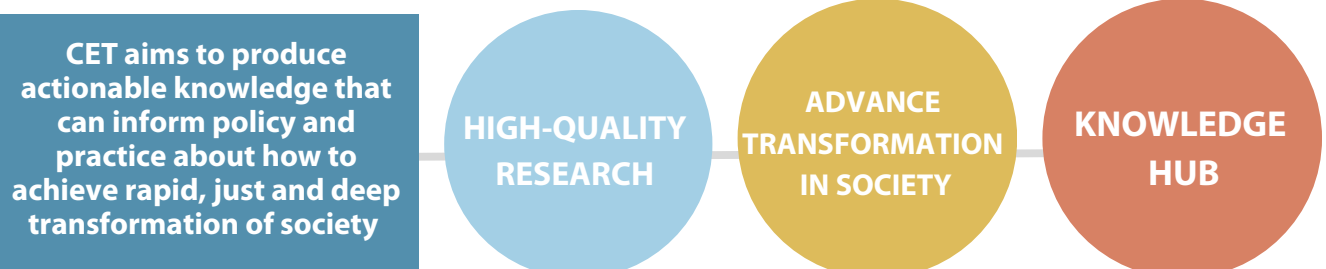 CET aims to produce
actionable knowledge that
can inform policy and
practice about how to
achieve rapid, just and deep
transformation of society
HIGH-QUALITY
RESEARCH
ADVANCE
TRANSFORMATION
IN SOCIETY
KNOWLEDGE
HUB